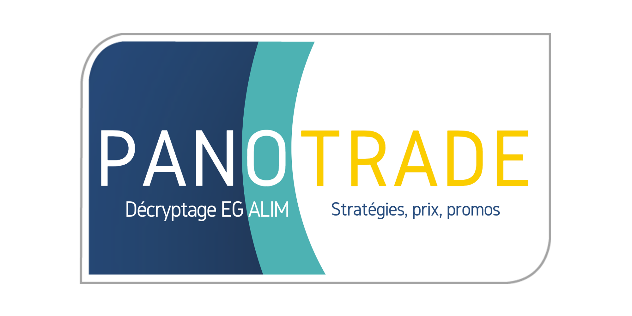 PANOTRADE
Décryptage EG ALIM Stratégies, prix, promos